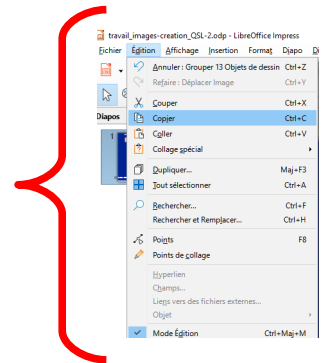 travail_images-creation_QSL-2.odp - LibreOffice Impress
Fichier Édition Affichage Insertion Format Diapo
Annuler : Grouper 13 Objets de dessin Ctrl+Z
Refaire : Déplacer Image Ctrl+Y
Couper Ctrl+X
Diapos
Copier Ctrl+C
1
Coller Ctrl+V
Collage spécial
Dupliquer... Maj+F3
Tout sélectionner Ctrl+A
Rechercher... Ctrl+F
Rechercher et Remplacer... Ctrl+H
Points F8
Points de collage
Hyperlien
Champs...
Liens vers des fichiers externes...
Objet
Mode Édition Ctrl+Maj+M